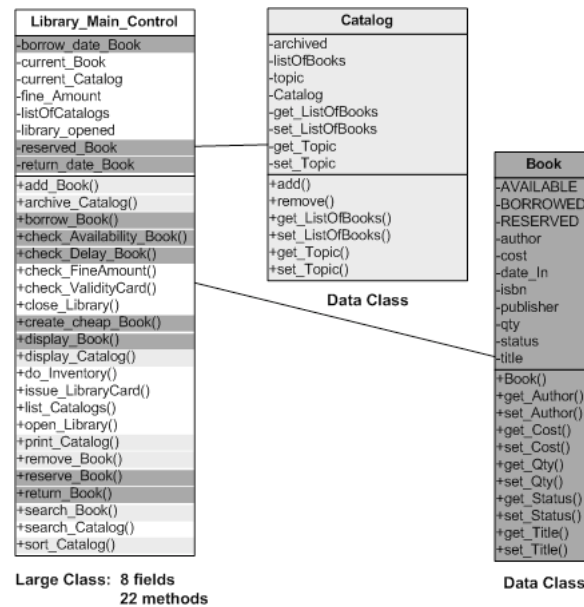 Library_Main_Control
-borrow_date_Book
-current_Book
-current_Catalog
-fine_Amount
-listOfCatalogs
-library_opened
-reserved_Book
-return_date_Book
+add_Book()
+archive_Catalog()
+borrow_Book()
+check_Availability_Book()
+check_Delay_Book()
+check_FineAmount()
+check_ValidityCard()
+close_Library()
+create_cheap_Book()
+display_Book()
+display_Catalog()
+do_Inventory()
+issue_LibraryCard()
+list_Catalogs()
+open_Library()
+print_Catalog()
+remove_Book()
+reserve_Book()
+return_Book()
+search_Book()
+search_Catalog()
+sort_Catalog()
Large Class: 8 fields
22 methods
Catalog
-archived
-listOfBooks
-topic
-Catalog
-get_ListOfBooks
-set_ListOfBooks
-get_Topic
-set_Topic
+add()
+remove()
+get_ListOfBooks()
+set_ListOfBooks()
+get_Topic()
+set_Topic()
Data Class
Book
-AVAILABLE
-BORROWED
-RESERVED
-author
-cost
-date_In
-isbn
-publisher
-qty
-status
-title
+Book()
+get_Author()
+set_Author()
+get_Cost()
+set_Cost()
+get_Qty()
+set_Qty()
+get_Status()
+set_Status()
+get_Title()
+set_Title()
Data Class